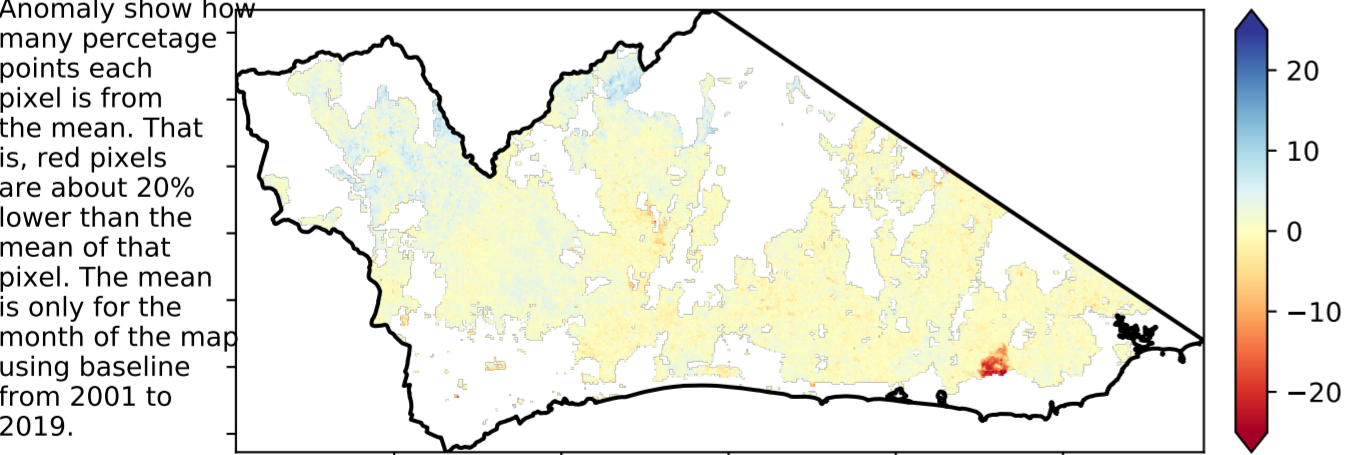 Anomaly show how
many percetage
points each
pixel is from
the mean. That
is, red pixels
are about 20%
lower than the
mean of that
pixel. The mean
is only for the
month of the map
using baseline
from 2001 to
2019.
20
10
0
−10
−20